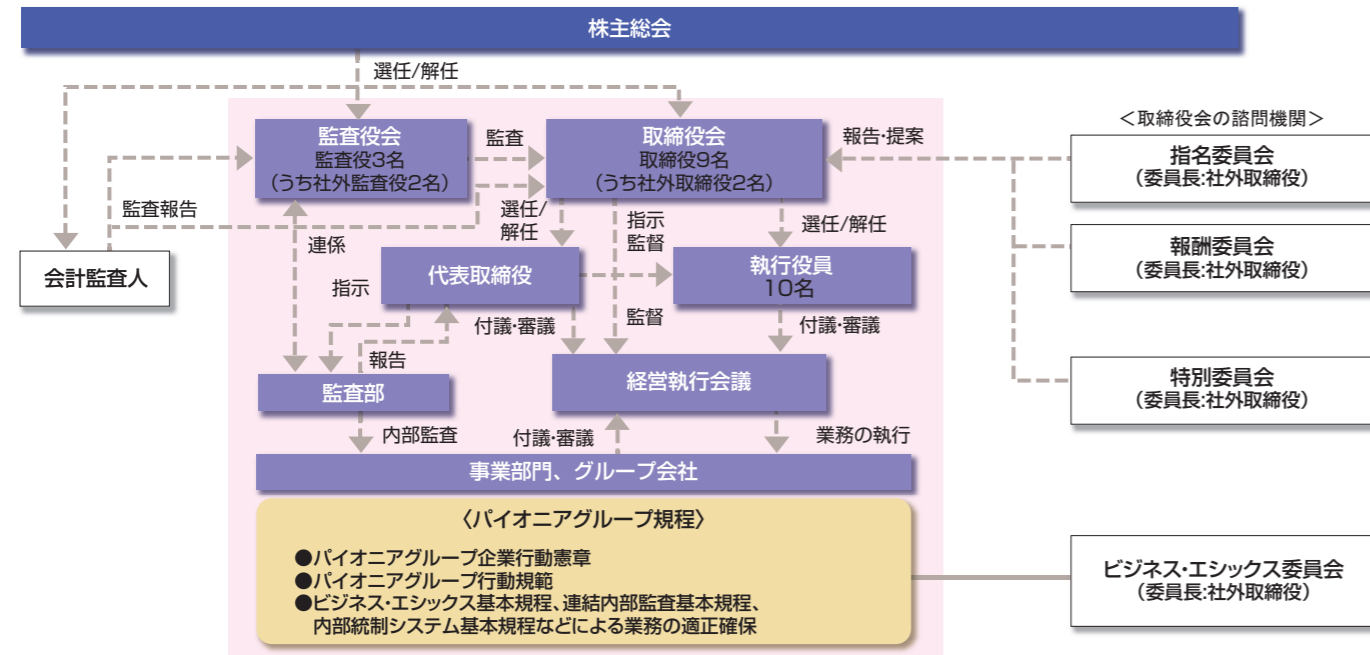 株主総会
選任/解任
<取締役会の諮問機関>
監査役会
監査役3名
(うち社外監査役2名)
監査
取締役会
取締役9名
(うち社外取締役2名)
報告・提案
指名委員会
(委員長:社外取締役)
監査報告
連係
選任/
解任
指示
監督
選任/解任
報酬委員会
(委員長:社外取締役)
会計監査人
指示
代表取締役
執行役員
10名
付議・審議
監督
付議・審議
報告
監査部
経営執行会議
特別委員会
(委員長:社外取締役)
内部監査
付議・審議
業務の執行
事業部門、グループ会社
〈パイオニアグループ規程〉
●パイオニアグループ企業行動憲章
●パイオニアグループ行動規範
●ビジネス・エシックス基本規程、連結内部監査基本規程、
内部統制システム基本規程などによる業務の適正確保
ビジネス・エシックス委員会
(委員長:社外取締役)